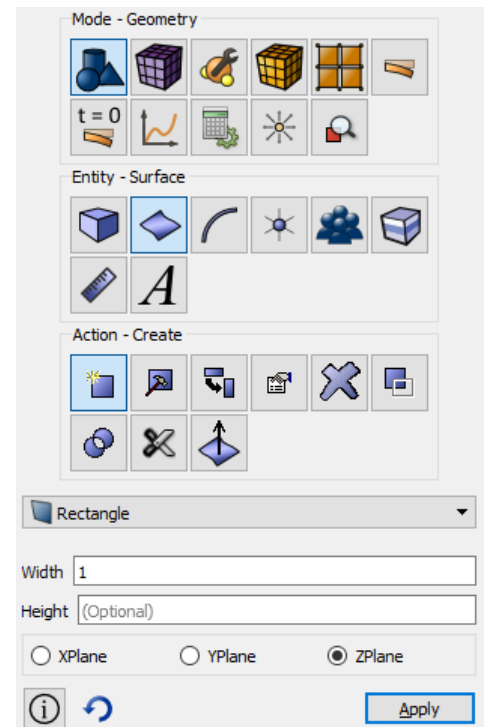 Mode - Geometry
t = 0
Entity - Surface
A
Action - Create
Rectangle
Width 1
Height (Optional)
XPlane YPlane ZPlane
i Apply